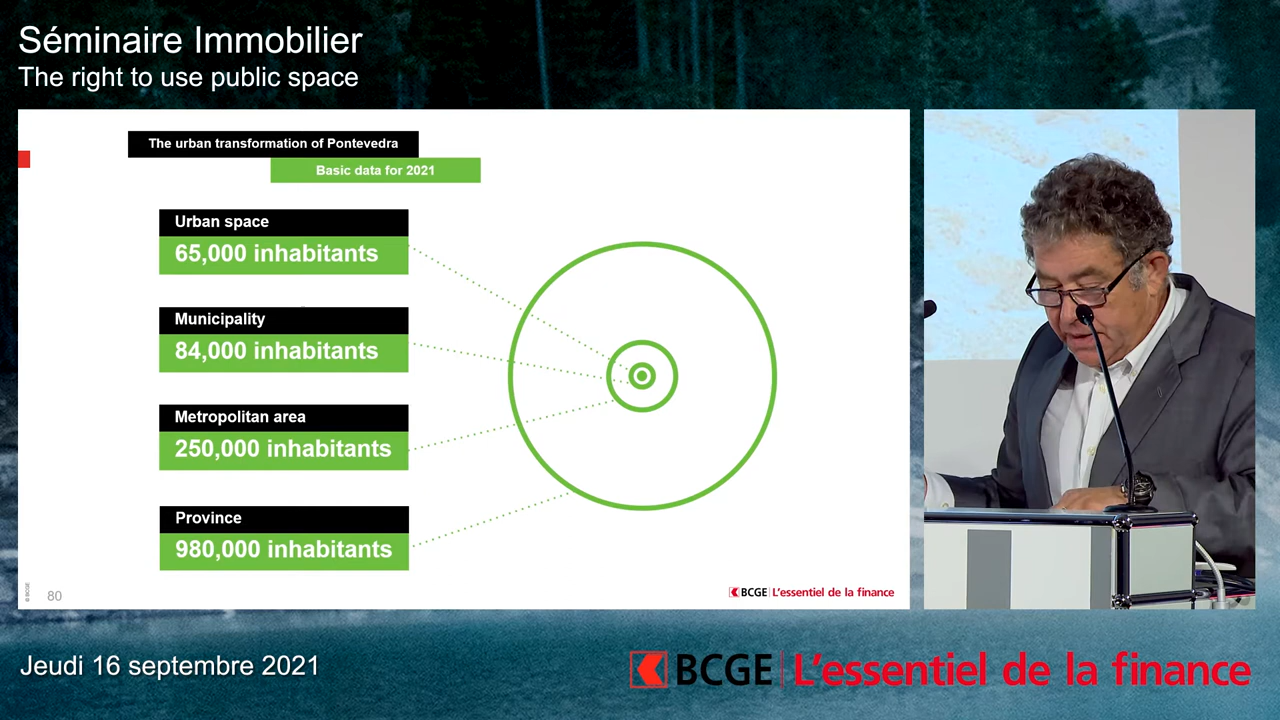 Séminaire Immobilier
The right to use public space
The urban transformation of Pontevedra
Basic data for 2021
Urban space
65,000 inhabitants
Municipality
84,000 inhabitants
Metropolitan area
250,000 inhabitants
Province
980,000 inhabitants
© BCGE
80
BCGE L'essentiel de la finance
Jeudi 16 septembre 2021
BCGE L'essentiel de la finance